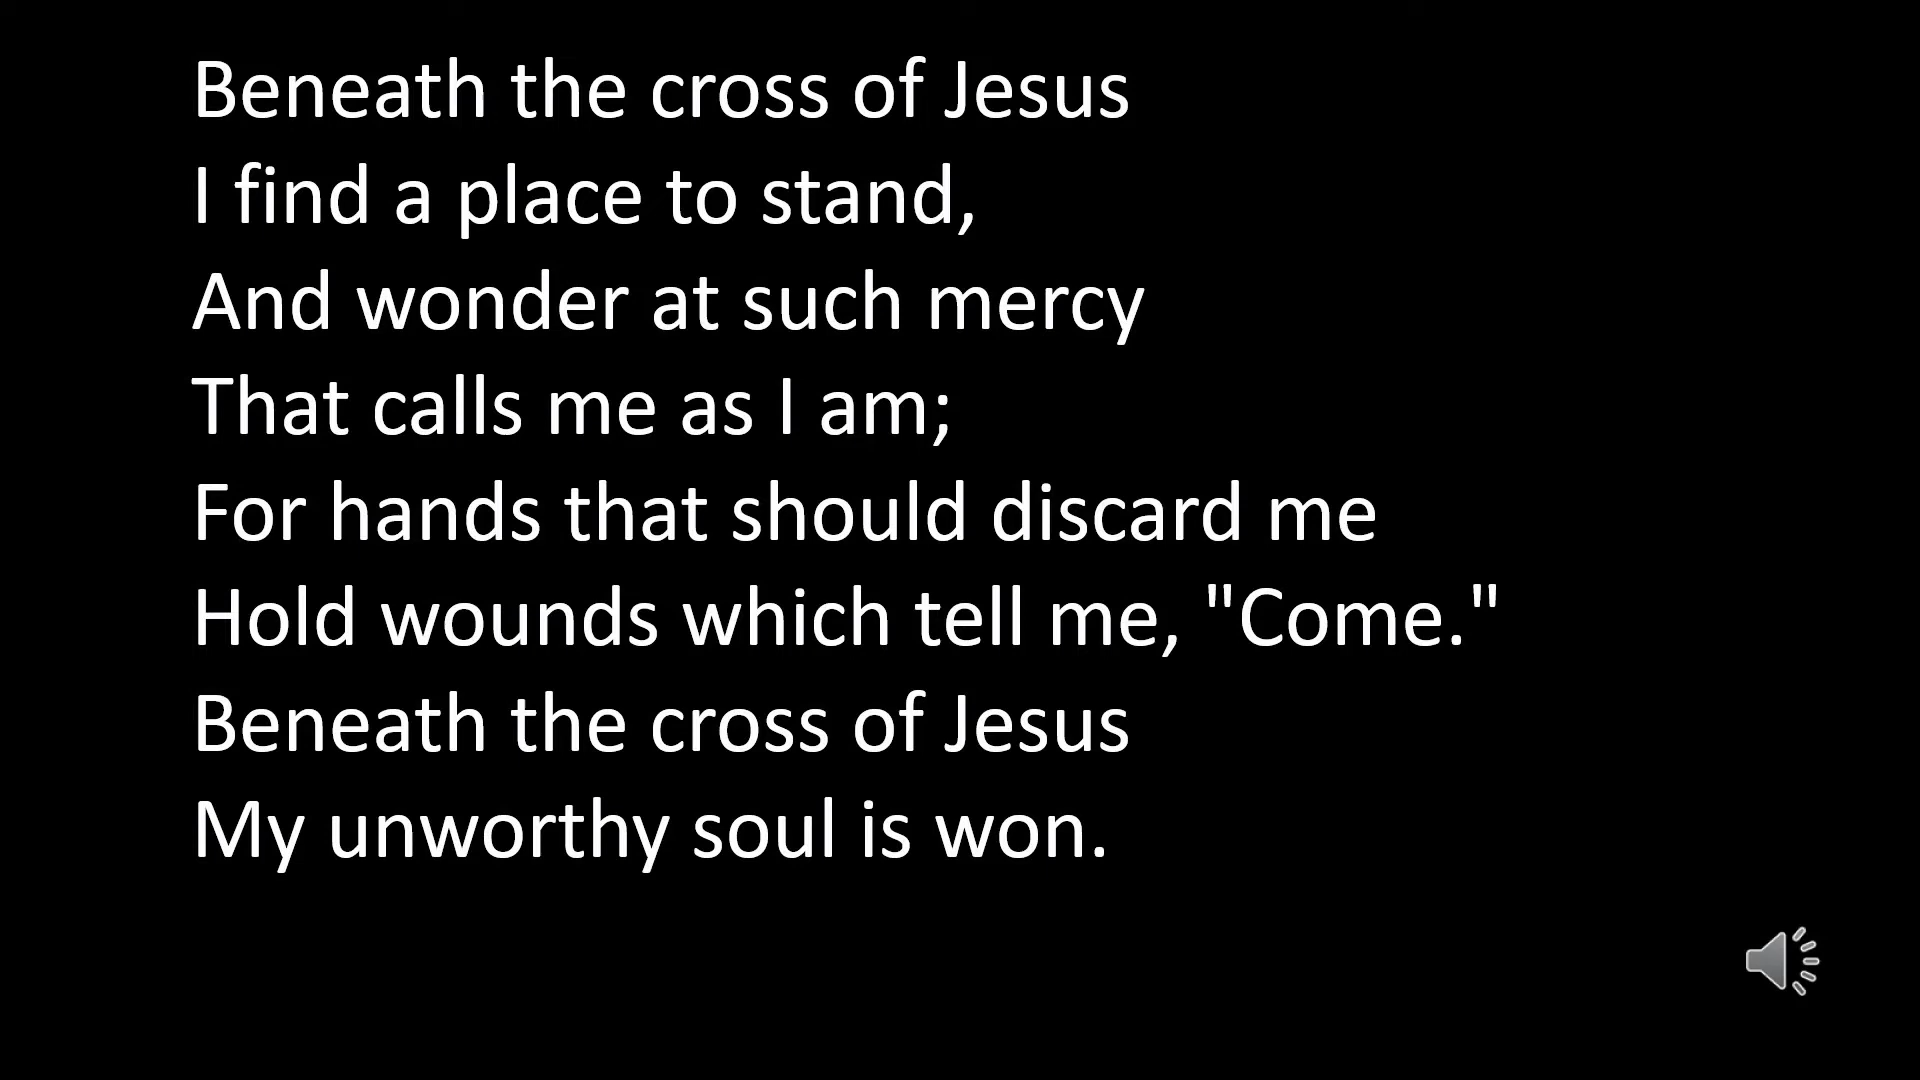 Beneath the cross of Jesus
I find a place to stand,
And wonder at such mercy
That calls me as I am;
For hands that should discard me
Hold wounds which tell me, "Come."
Beneath the cross of Jesus
My unworthy soul is won.